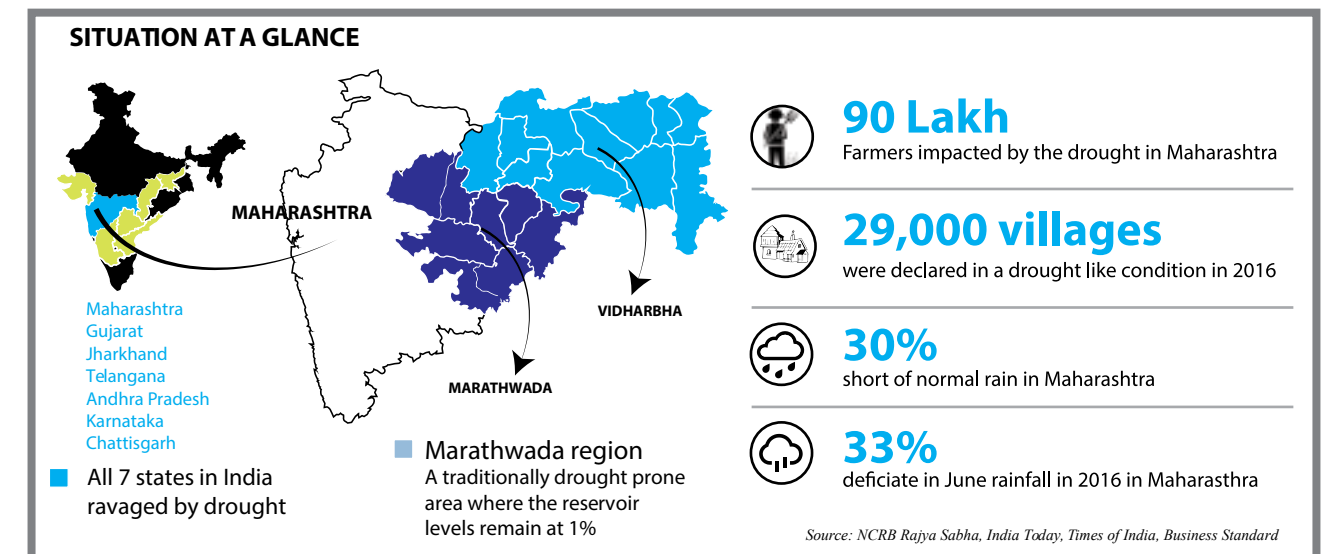 SITUATION AT A GLANCE
MAHARASHTRA
VIDHARBHA
MARATHWADA
Maharashtra
Gujarat
Jharkhand
Telangana
Andhra Pradesh
Karnataka
Chattisgarh
All 7 states in India
ravaged by drought
Marathwada region
A traditionally drought prone
area where the reservoir
levels remain at 1%
90 Lakh
Farmers impacted by the drought in Maharashtra
29,000 villages
were declared in a drought like condition in 2016
30%
short of normal rain in Maharashtra
33%
deficiate in June rainfall in 2016 in Maharasthra
Source: NCRB Rajya Sabha, India Today, Times of India, Business Standard